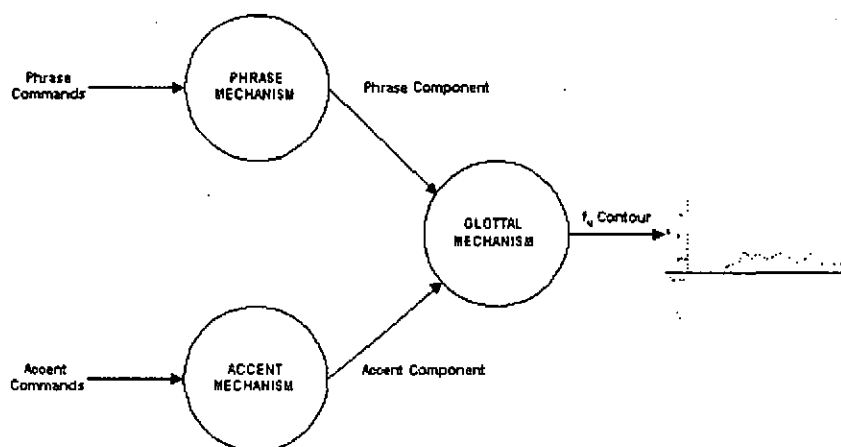 Phrase
Commands
PHRASE
MECHANISM
Phrase Component
GLOTTAL
MECHANISM
f₀ Contour
Accent
Commands
ACCENT
MECHANISM
Accent Component